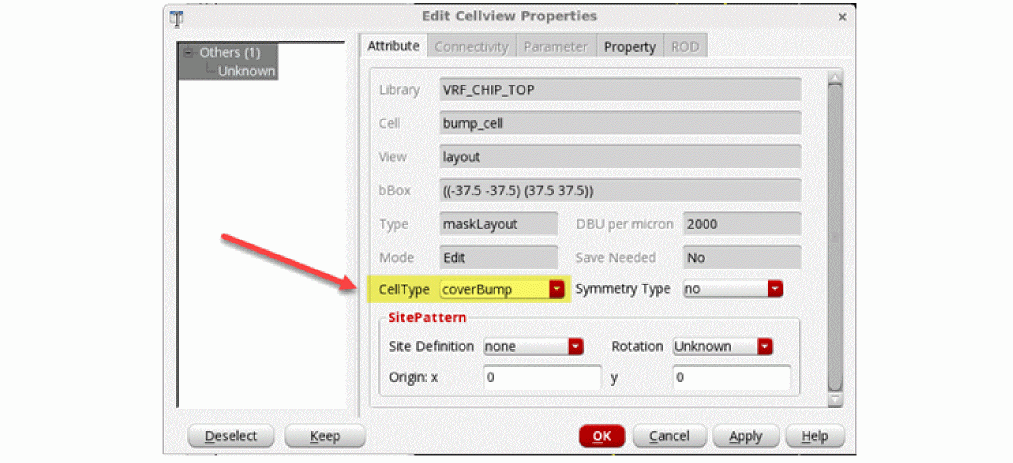 Edit Cellview Properties
Others (1)
Unknown
Attribute Connectivity Parameter Property ROD
Library VRF_CHIP_TOP
Cell bump_cell
View layout
bBox ((-37.5 -37.5) (37.5 37.5))
Type maskLayout DBU per micron 2000
Mode Edit Save Needed No
CellType coverBump Symmetry Type no
SitePattern
Site Definition none Rotation Unknown
Origin: x 0 y 0
Deselect Keep OK Cancel Apply Help